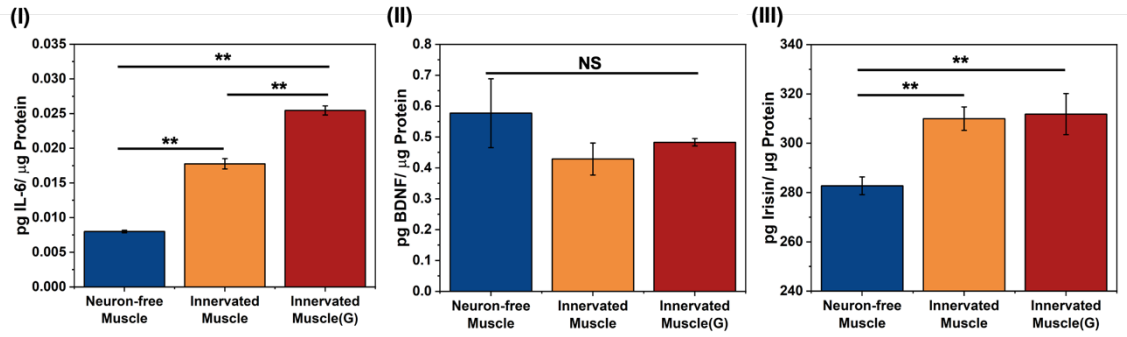 (I)
pg IL-6/ µg Protein
0.035
0.030
0.025
0.020
0.015
0.010
0.005
0.000
**
**
**
Neuron-free
Muscle
Innervated
Muscle
Innervated
Muscle(G)
(II)
pg BDNF/ µg Protein
0.8
0.7
0.6
0.5
0.4
0.3
0.2
0.1
0.0
NS
Neuron-free
Muscle
Innervated
Muscle
Innervated
Muscle(G)
(III)
pg Irisin/ µg Protein
340
320
300
280
260
240
**
**
Neuron-free
Muscle
Innervated
Muscle
Innervated
Muscle(G)